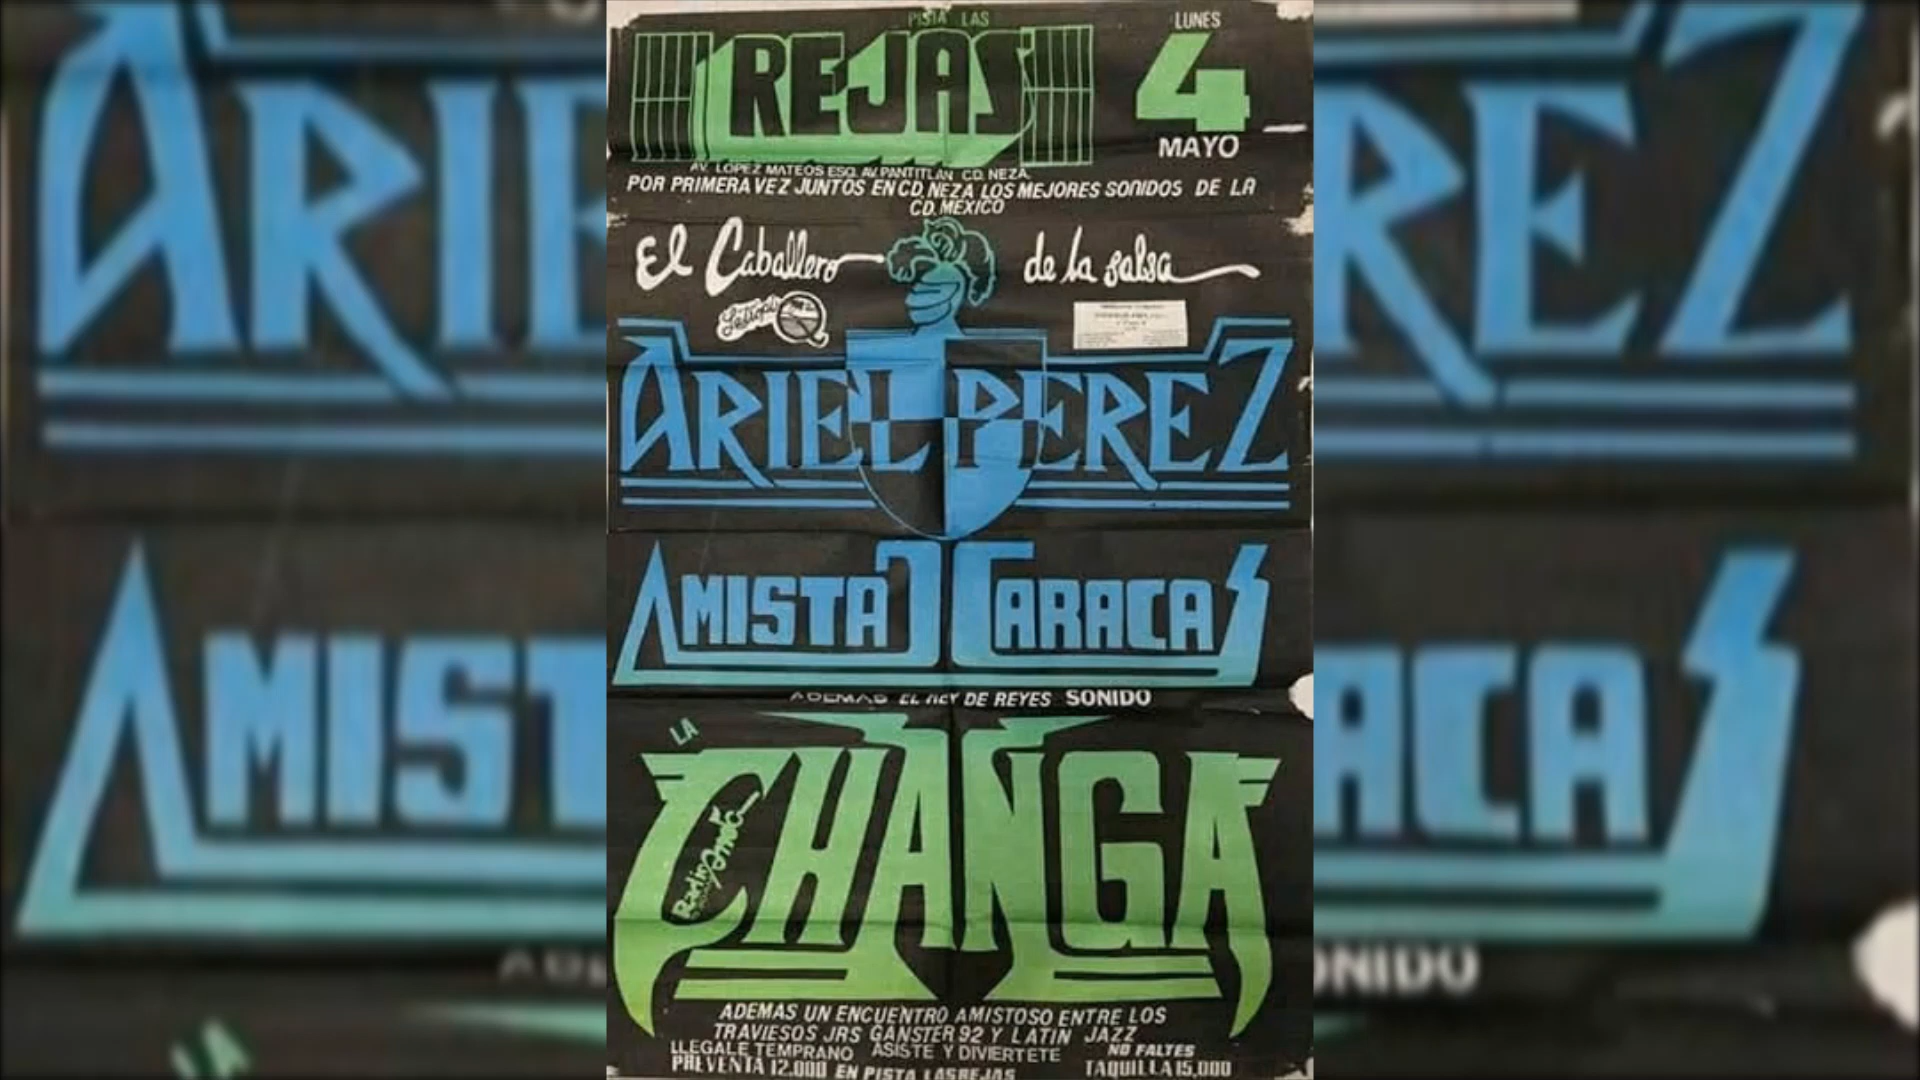 PISTA LAS
REJAS
LUNES
4
MAYO
AV. LOPEZ MATEOS ESQ. AV. PANTITLAN CD. NEZA.
POR PRIMERA VEZ JUNTOS EN CD. NEZA LOS MEJORES SONIDOS DE LA
CD. MEXICO
El Caballero de la salsa
ARIEL PEREZ
AMISTAD CARACAS
ADEMAS EL REY DE REYES SONIDO
LA
CHANGA
ADEMAS UN ENCUENTRO AMISTOSO ENTRE LOS
TRAVIESOS JRS GANSTER 92 Y LATIN JAZZ
LLEGALE TEMPRANO ASISTE Y DIVIERTETE NO FALTES
PREVENTA 12.000 EN PISTA LAS REJAS TAQUILLA 15,000